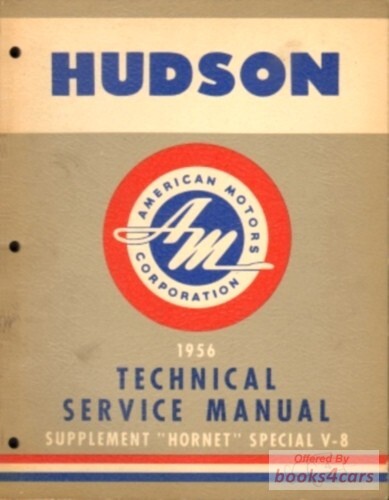 HUDSON
AMERICAN MOTORS
AM
CORPORATION
1956
TECHNICAL
SERVICE MANUAL
SUPPLEMENT "HORNET" SPECIAL V-8
Offered By
books4cars